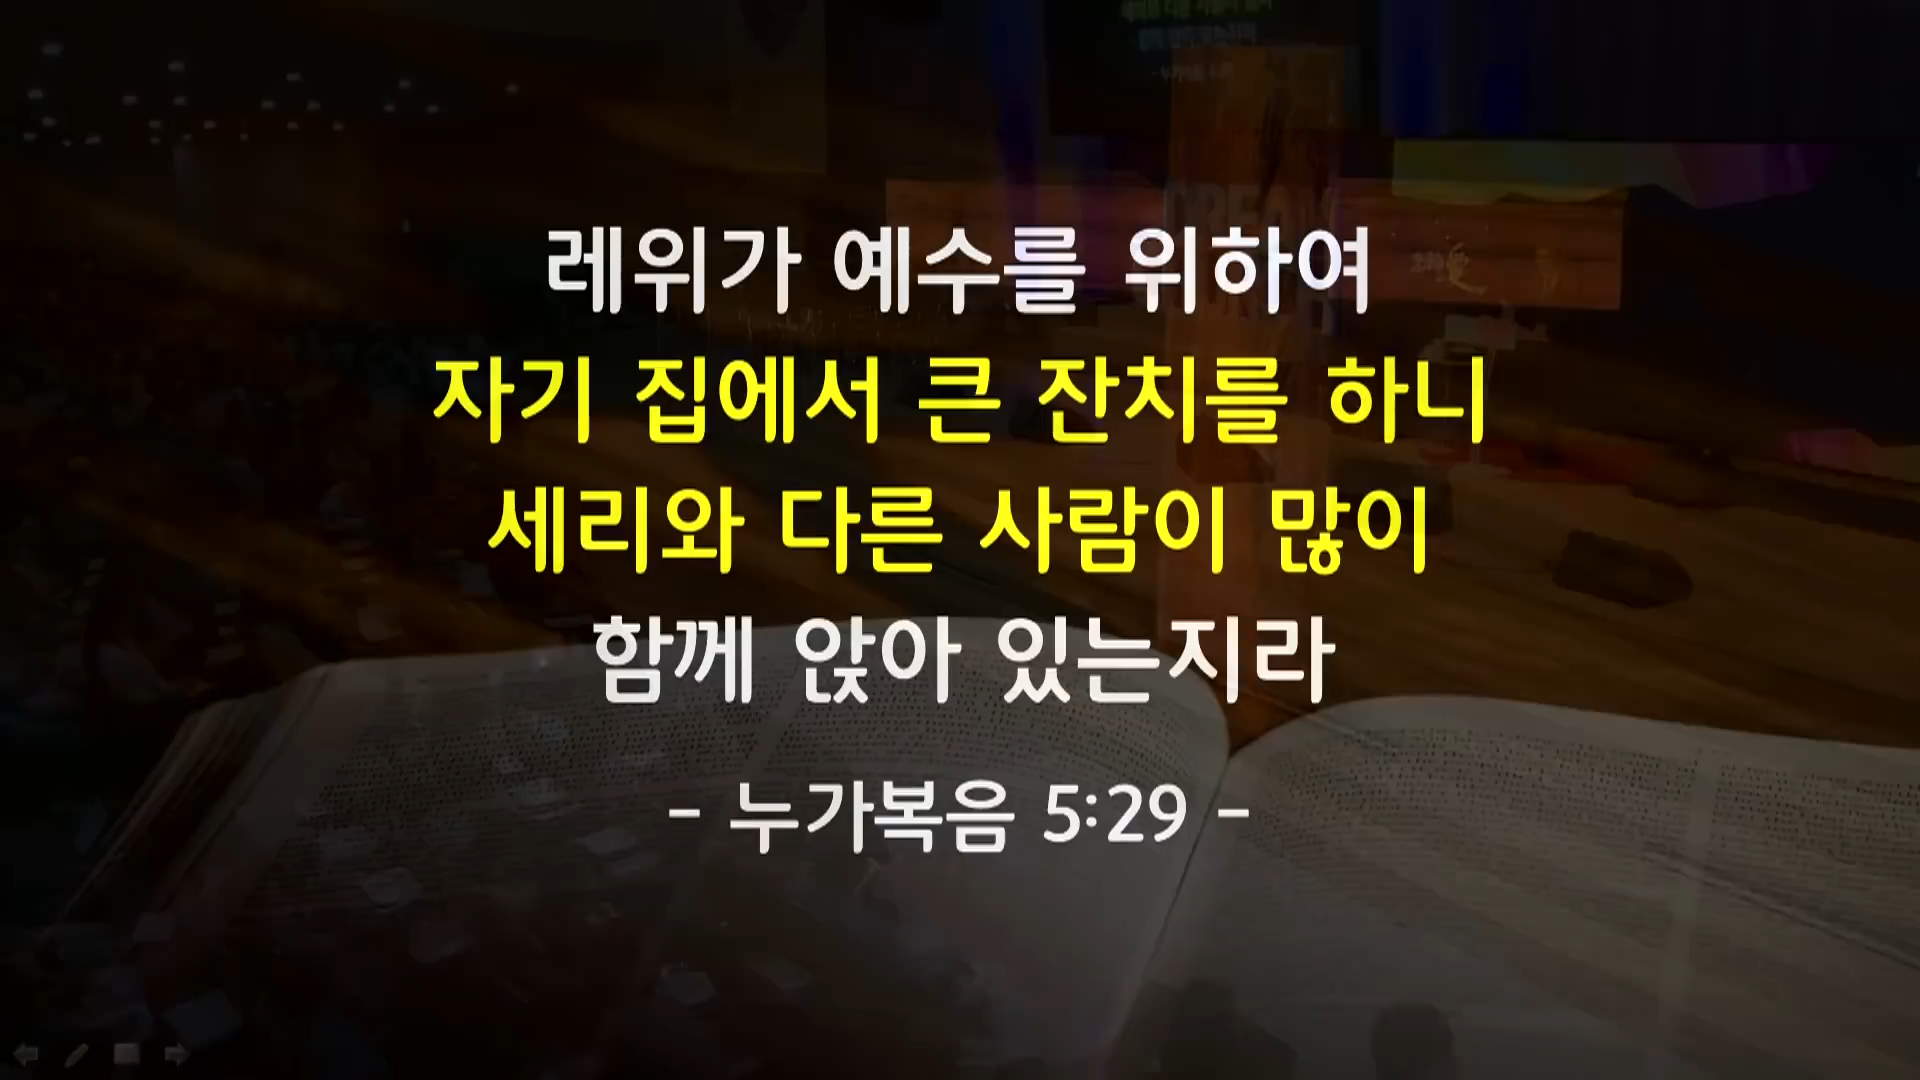 레위가 예수를 위하여
자기 집에서 큰 잔치를 하니
세리와 다른 사람이 많이
함께 앉아 있는지라
- 누가복음 5:29 -